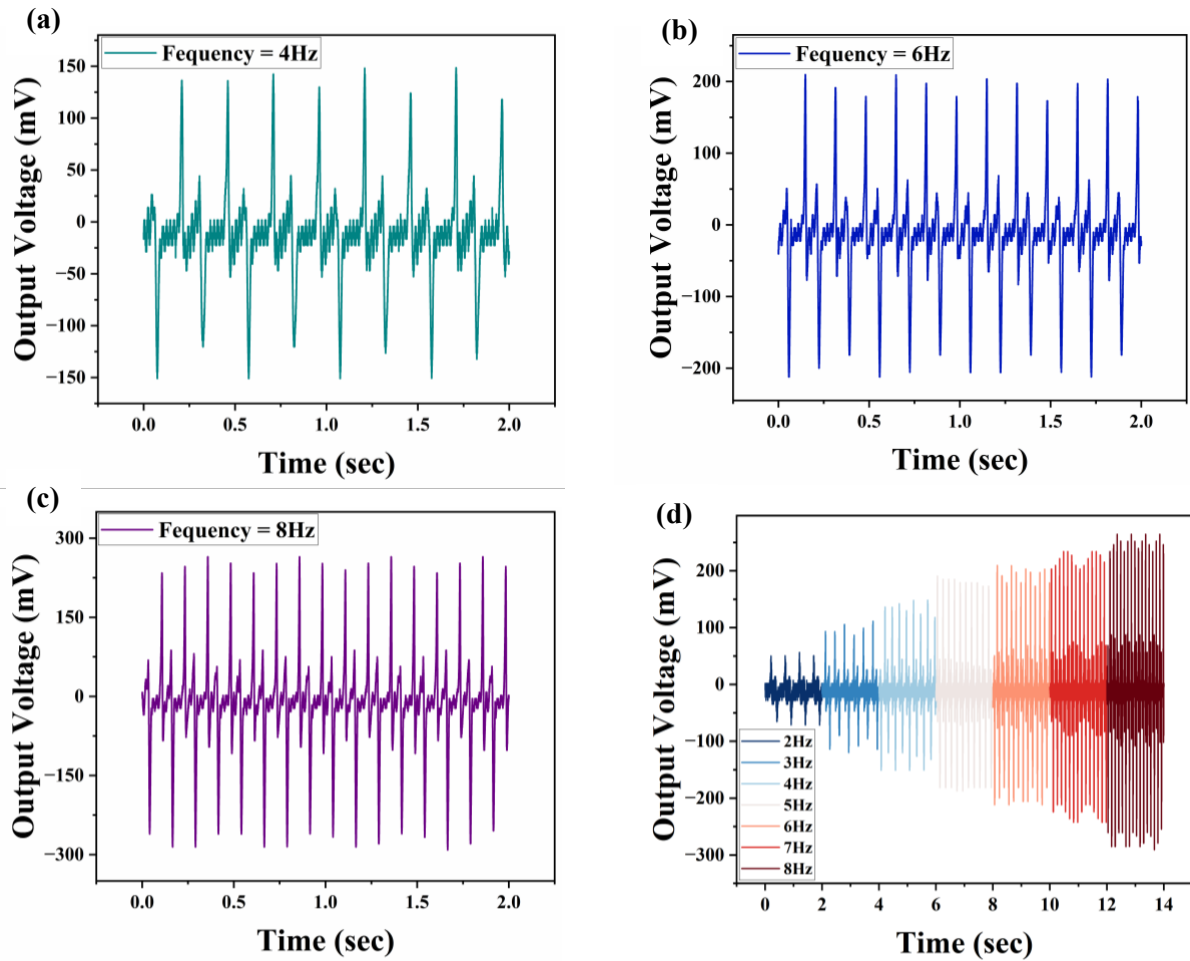 (a)
Fequency = 4Hz
150
100
50
0
−50
−100
−150
Output Voltage (mV)
0.0 0.5 1.0 1.5 2.0
Time (sec)
(b)
Fequency = 6Hz
200
100
0
−100
−200
Output Voltage (mV)
0.0 0.5 1.0 1.5 2.0
Time (sec)
(c)
Fequency = 8Hz
300
150
0
−150
−300
Output Voltage (mV)
0.0 0.5 1.0 1.5 2.0
Time (sec)
(d)
200
100
0
−100
−200
−300
Output Voltage (mV)
2Hz
3Hz
4Hz
5Hz
6Hz
7Hz
8Hz
0 2 4 6 8 10 12 14
Time (sec)